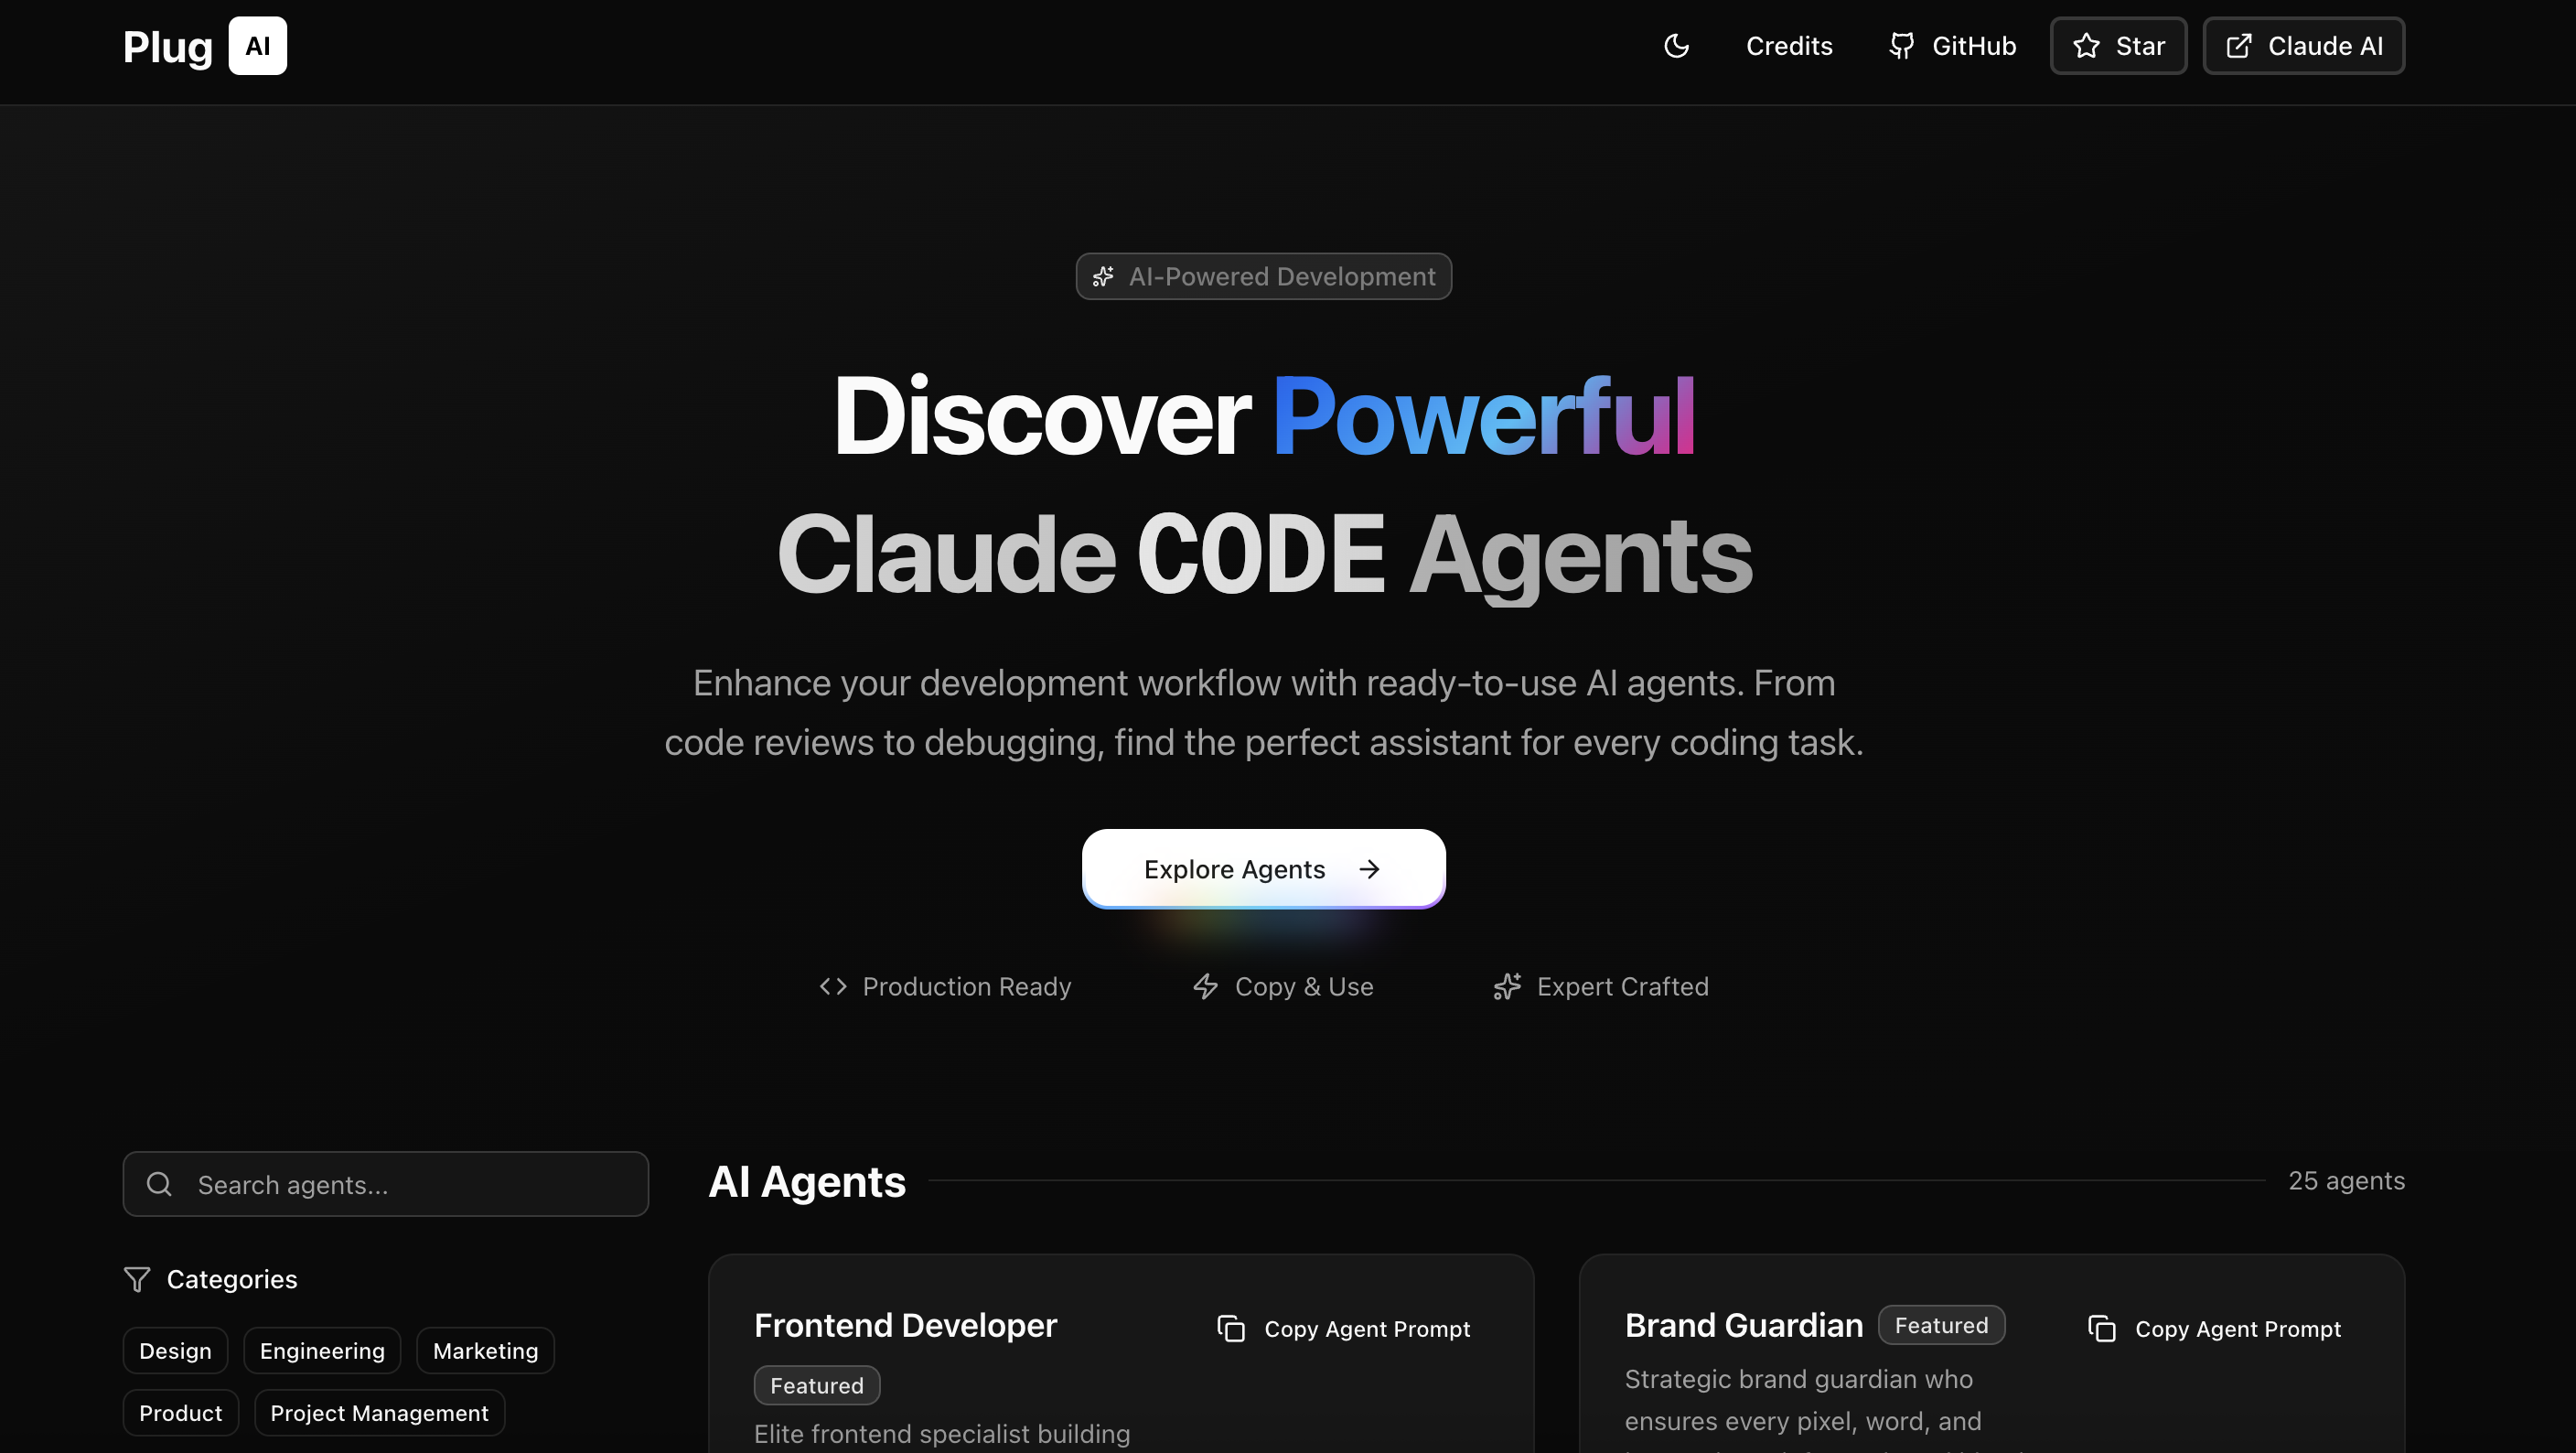 Plug AI
Credits
GitHub
Star
Claude AI
AI-Powered Development
Discover Powerful
Claude CODE Agents
Enhance your development workflow with ready-to-use AI agents. From
code reviews to debugging, find the perfect assistant for every coding task.
Explore Agents
Production Ready
Copy & Use
Expert Crafted
Search agents...
Categories
Design
Engineering
Marketing
Product
Project Management
AI Agents
25 agents
Frontend Developer
Copy Agent Prompt
Featured
Elite frontend specialist building
Brand Guardian
Featured
Copy Agent Prompt
Strategic brand guardian who
ensures every pixel, word, and